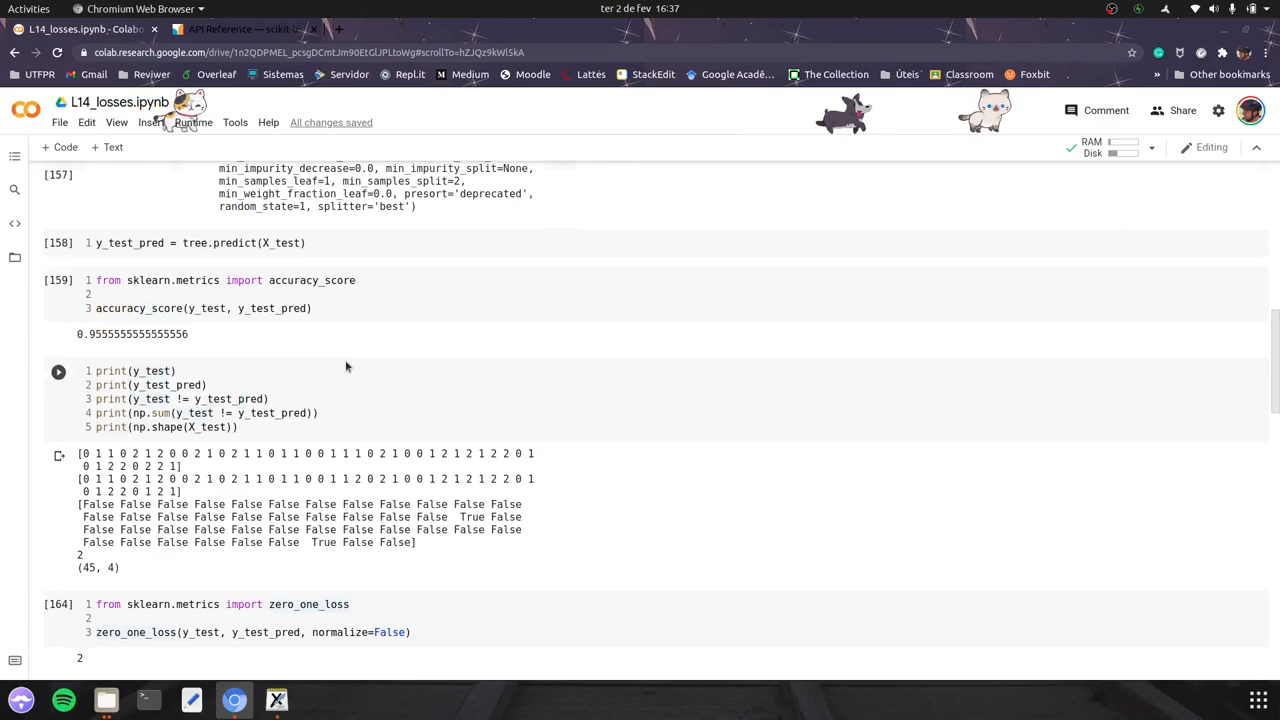 Activities
Chromium Web Browser
ter 2 de fev 16:37
L14_losses.ipynb - Colabo
API Reference — scikit-le
colab.research.google.com/drive/1n2QDPMEL_pcsgDCmtJm90EtGlJPLtoWg#scrollTo=hZJQz9kWl5kA
UTFPR
Gmail
Reviwer
Overleaf
Sistemas
Servidor
Repl.it
Medium
Moodle
Lattés
StackEdit
Google Acadê...
The Collection
Úteis
Classroom
Foxbit
»
Other bookmarks
L14_losses.ipynb
File Edit View Insert Runtime Tools Help All changes saved
Comment
Share
+ Code + Text
RAM
Disk
Editing
[157]
min_impurity_decrease=0.0, min_impurity_split=None,
min_samples_leaf=1, min_samples_split=2,
min_weight_fraction_leaf=0.0, presort='deprecated',
random_state=1, splitter='best')
[158] 1 y_test_pred = tree.predict(X_test)
[159] 1 from sklearn.metrics import accuracy_score
2
3 accuracy_score(y_test, y_test_pred)
0.9555555555555556
1 print(y_test)
2 print(y_test_pred)
3 print(y_test != y_test_pred)
4 print(np.sum(y_test != y_test_pred))
5 print(np.shape(X_test))
[0 1 1 0 2 1 2 0 0 2 1 0 2 1 1 0 1 1 0 0 1 1 1 0 2 1 0 0 1 2 1 2 1 2 2 0 1
0 1 2 2 0 2 2 1]
[0 1 1 0 2 1 2 0 0 2 1 0 2 1 1 0 1 1 0 0 1 1 2 0 2 1 0 0 1 2 1 2 1 2 2 0 1
0 1 2 2 0 1 2 1]
[False False False False False False False False False False False False
False False False False False False False False False False True False
False False False False False False False False False False False False
False False False False False False True False False]
2
(45, 4)
[164] 1 from sklearn.metrics import zero_one_loss
2
3 zero_one_loss(y_test, y_test_pred, normalize=False)
2